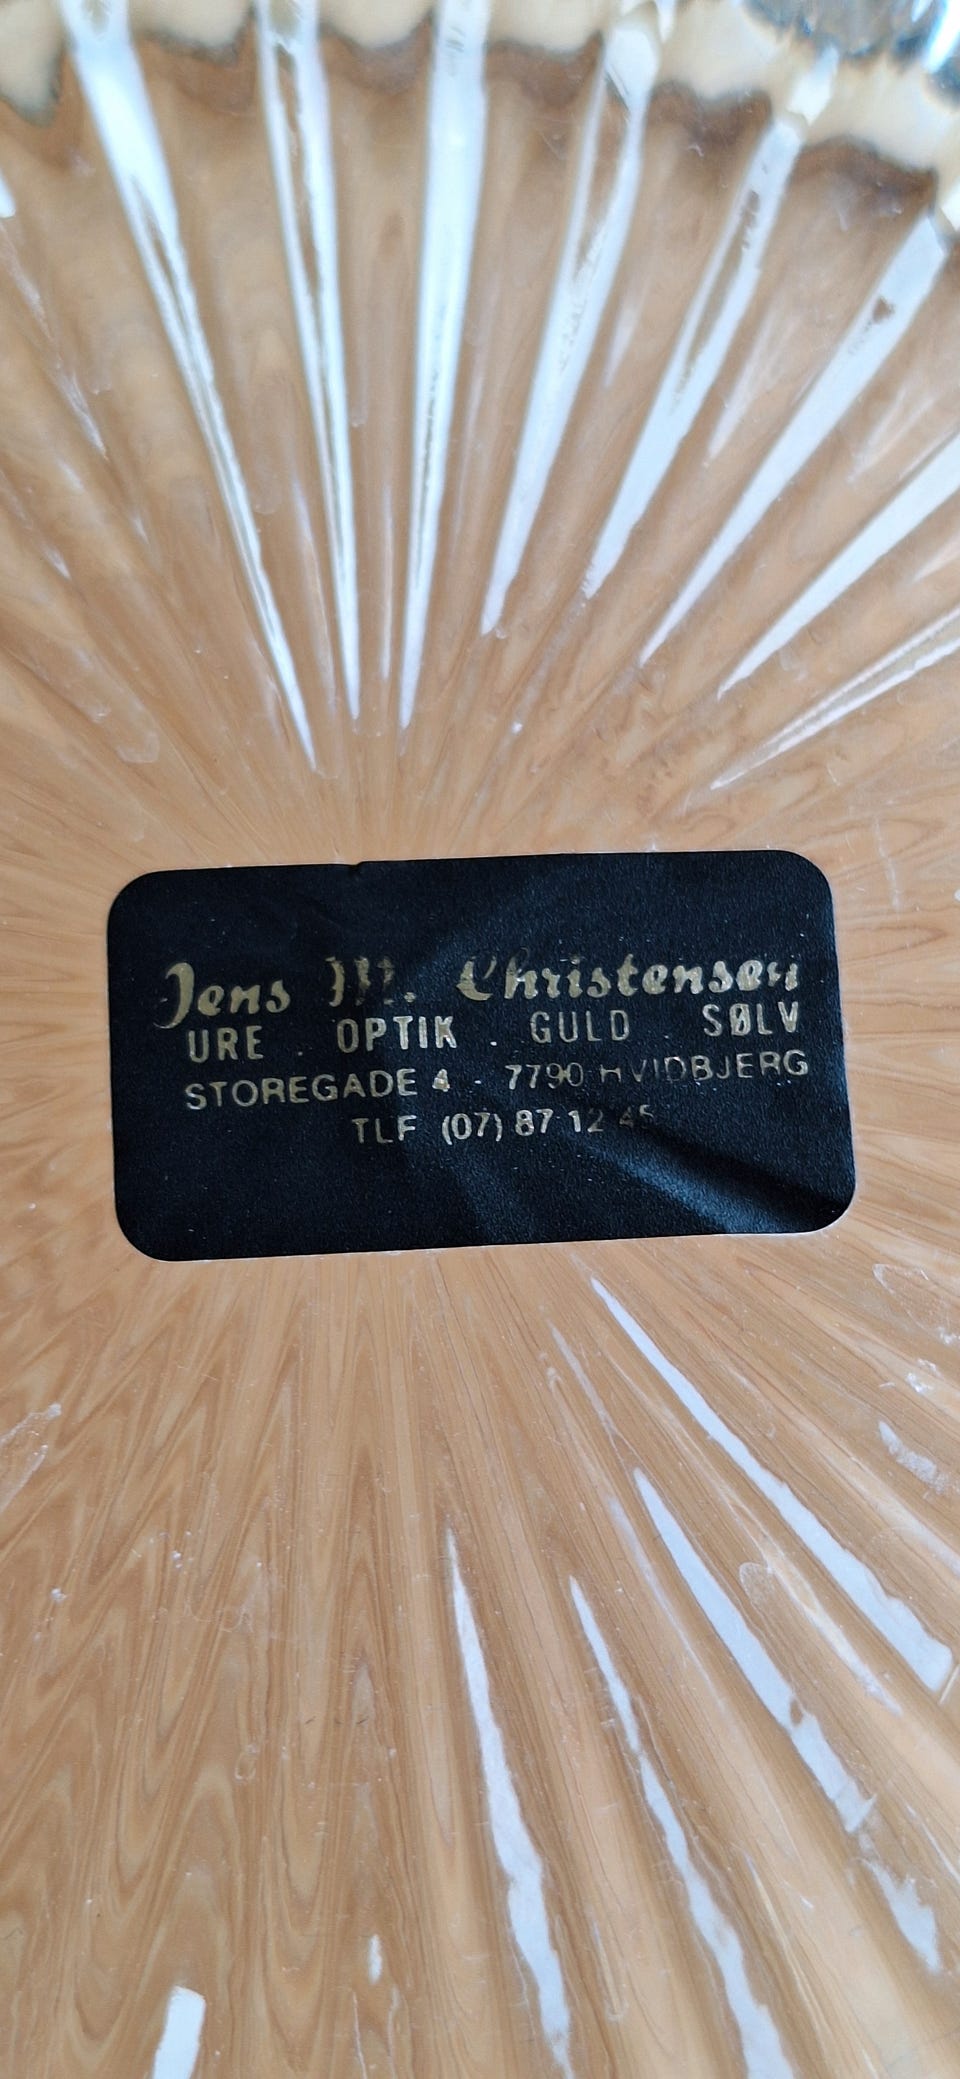 Jens M. Christensen
URE . OPTIK . GULD . SØLV
STOREGADE 4 . 7790 HVIDBJERG
TLF (07) 87 12 45